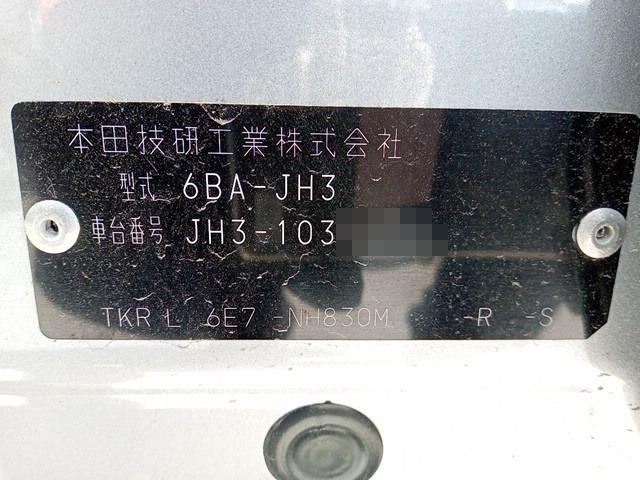 本田技研工業株式会社
型式 6BA-JH3
車台番号 JH3-103
TKR L 6E7 -NH830M -R -S